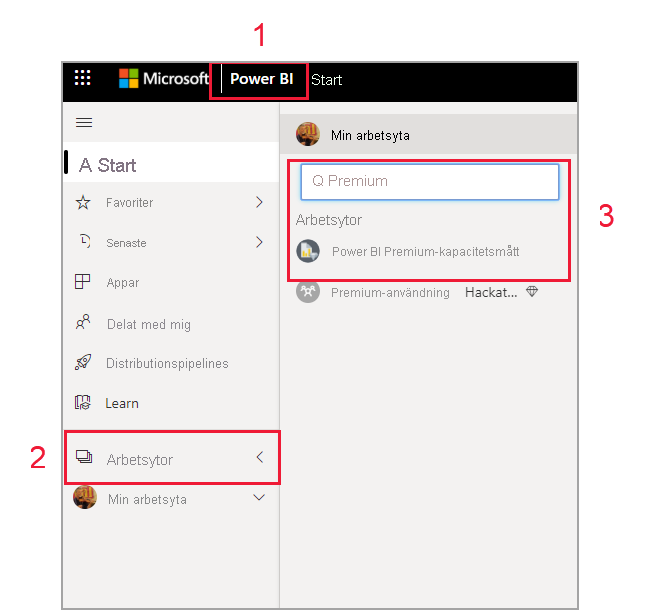 1
Microsoft Power BI Start
Min arbetsyta
A Start
Q Premium
3
Favoriter
Arbetsytor
Senaste
Power BI Premium-kapacitetsmått
Appar
Premium-användning Hackat...
Delat med mig
Distributionspipelines
Learn
2
Arbetsytor
Min arbetsyta